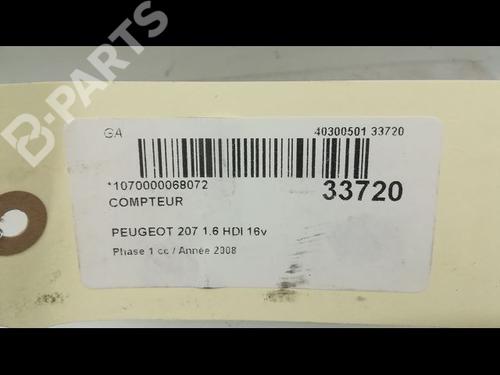 B-PARTS
GA 40300501 33720
*1070000068072 33720
COMPTEUR
PEUGEOT 207 1.6 HDI 16v
Phase 1 cc / Année 2008